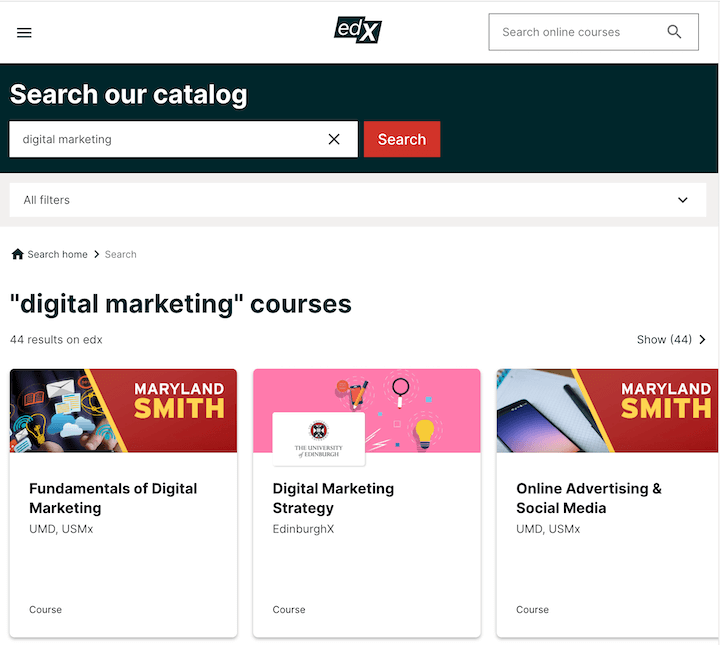 edX
Search online courses
Search our catalog
digital marketing
Search
All filters
Search home > Search
"digital marketing" courses
44 results on edx
Show (44)
MARYLAND
SMITH
Fundamentals of Digital
Marketing
UMD, USMx
Course
THE UNIVERSITY
of EDINBURGH
Digital Marketing
Strategy
EdinburghX
Course
MARYLAND
SMITH
Online Advertising &
Social Media
UMD, USMx
Course